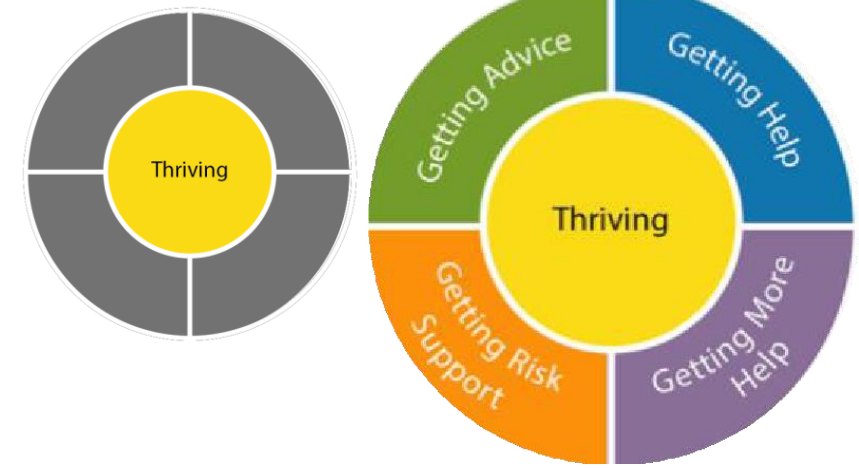 Thriving
Getting Advice
Getting Help
Thriving
Getting Risk
Support
Getting More
Help